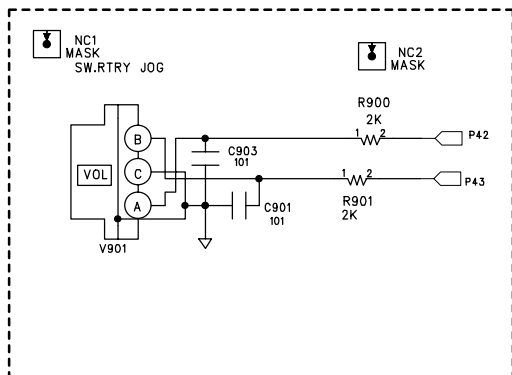 NC1
MASK
SW.RTRY JOG
NC2
MASK
R900
2K
1 2
P42
B
C903
101
C
VOL
1 2
P43
A
C901
101
R901
2K
V901